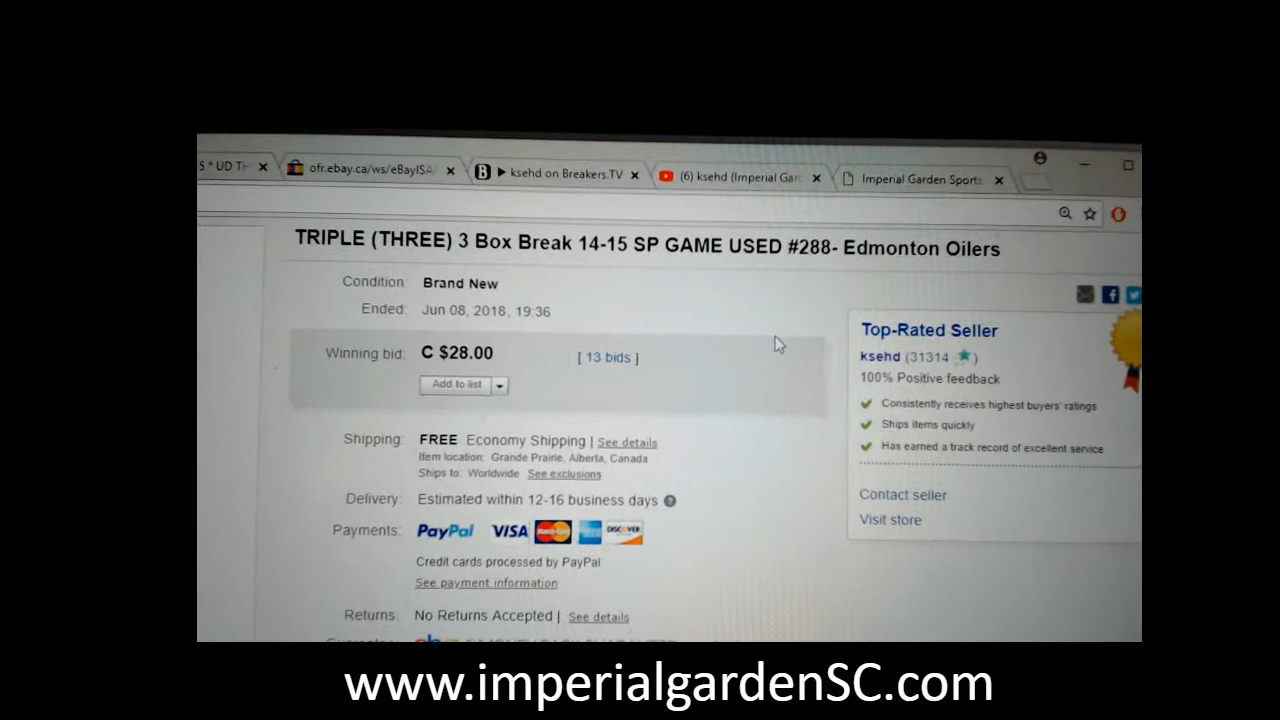 5 * UD TH
ofr.ebay.ca/ws/eBayISA
B ksehd on Breakers.TV
(6) ksehd (Imperial Gar
Imperial Garden Sports
TRIPLE (THREE) 3 Box Break 14-15 SP GAME USED #288- Edmonton Oilers
Condition: Brand New
Ended: Jun 08, 2018, 19:36
Winning bid: C $28.00 [ 13 bids ]
Add to list
Shipping: FREE Economy Shipping | See details
Item location: Grande Prairie, Alberta, Canada
Ships to: Worldwide See exclusions
Delivery: Estimated within 12-16 business days ?
Payments: PayPal VISA MasterCard DISCOVER
Credit cards processed by PayPal
See payment information
Returns: No Returns Accepted | See details
Top-Rated Seller
ksehd (31314 )
100% Positive feedback
Consistently receives highest buyers' ratings
Ships items quickly
Has earned a track record of excellent service
Contact seller
Visit store
www.imperialgardenSC.com